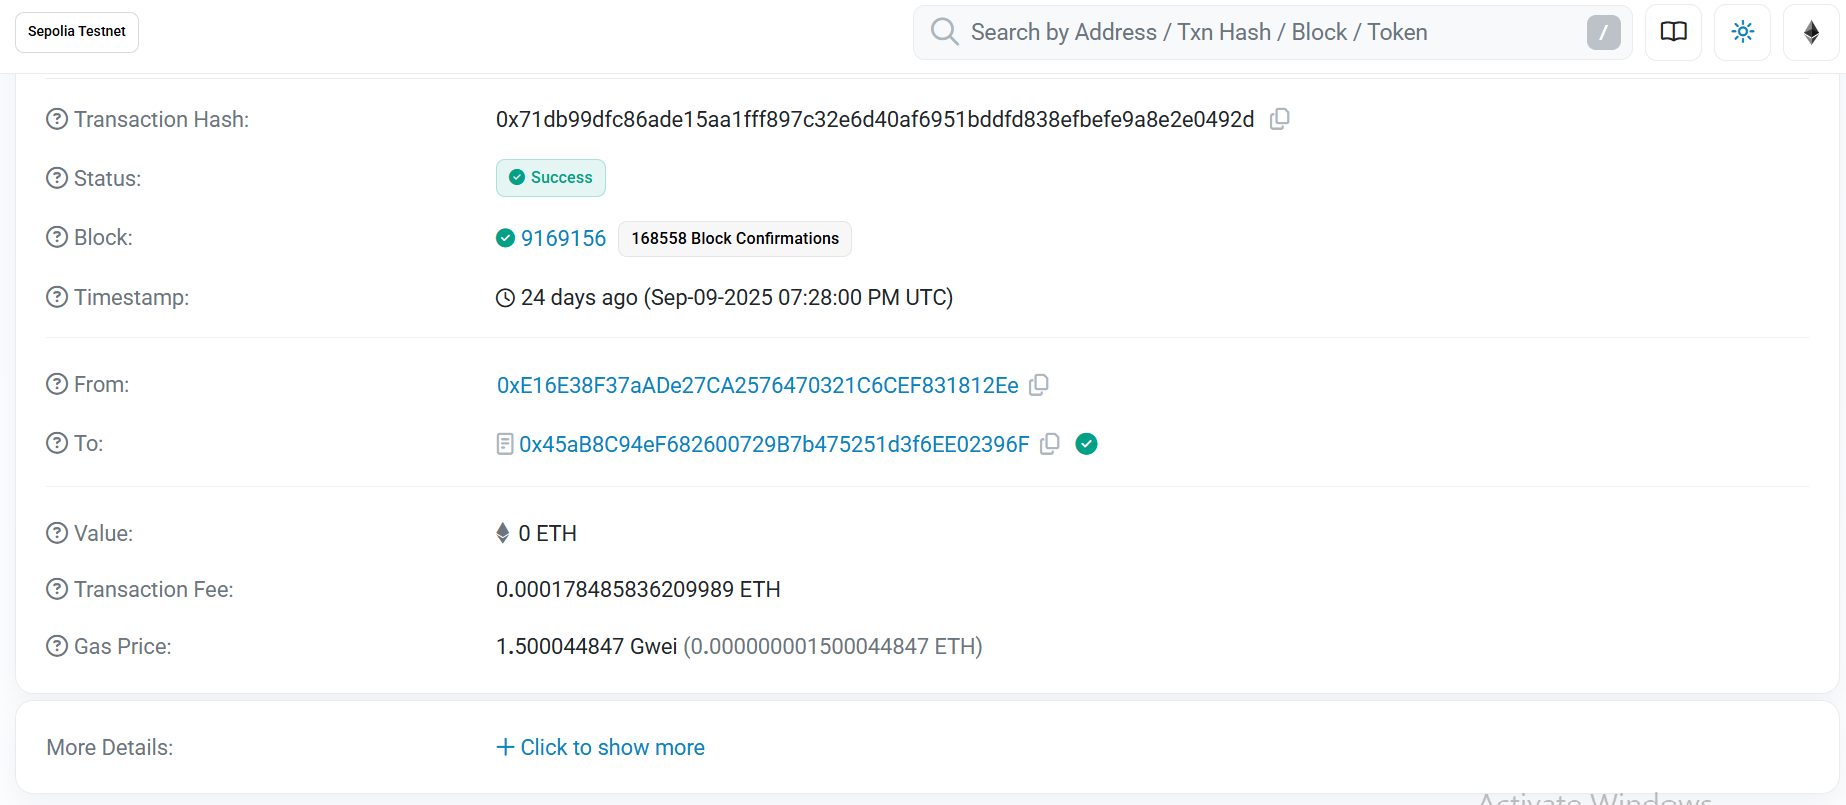 Sepolia Testnet
Search by Address / Txn Hash / Block / Token /
Transaction Hash: 0x71db99dfc86ade15aa1fff897c32e6d40af6951bddfd838efbefe9a8e2e0492d
Status: Success
Block: 9169156 168558 Block Confirmations
Timestamp: 24 days ago (Sep-09-2025 07:28:00 PM UTC)
From: 0xE16E38F37aADe27CA2576470321C6CEF831812Ee
To: 0x45aB8C94eF682600729B7b475251d3f6EE02396F
Value: 0 ETH
Transaction Fee: 0.000178485836209989 ETH
Gas Price: 1.500044847 Gwei (0.000000001500044847 ETH)
More Details: + Click to show more
Activate Windows